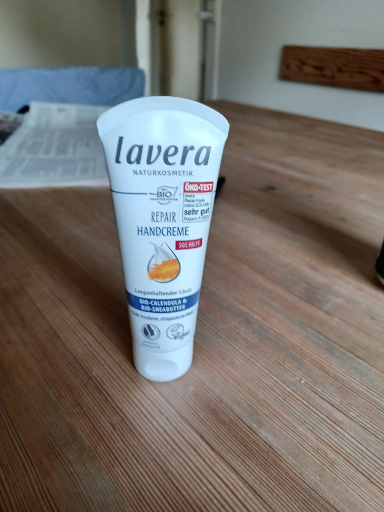 lavera
NATURKOSMETIK
BIO
ÖKO-TEST
sehr gut
REPAIR
HANDCREME
SOS-HILFE
Langanhaltender Schutz
BIO-CALENDULA &
BIO-SHEABUTTER